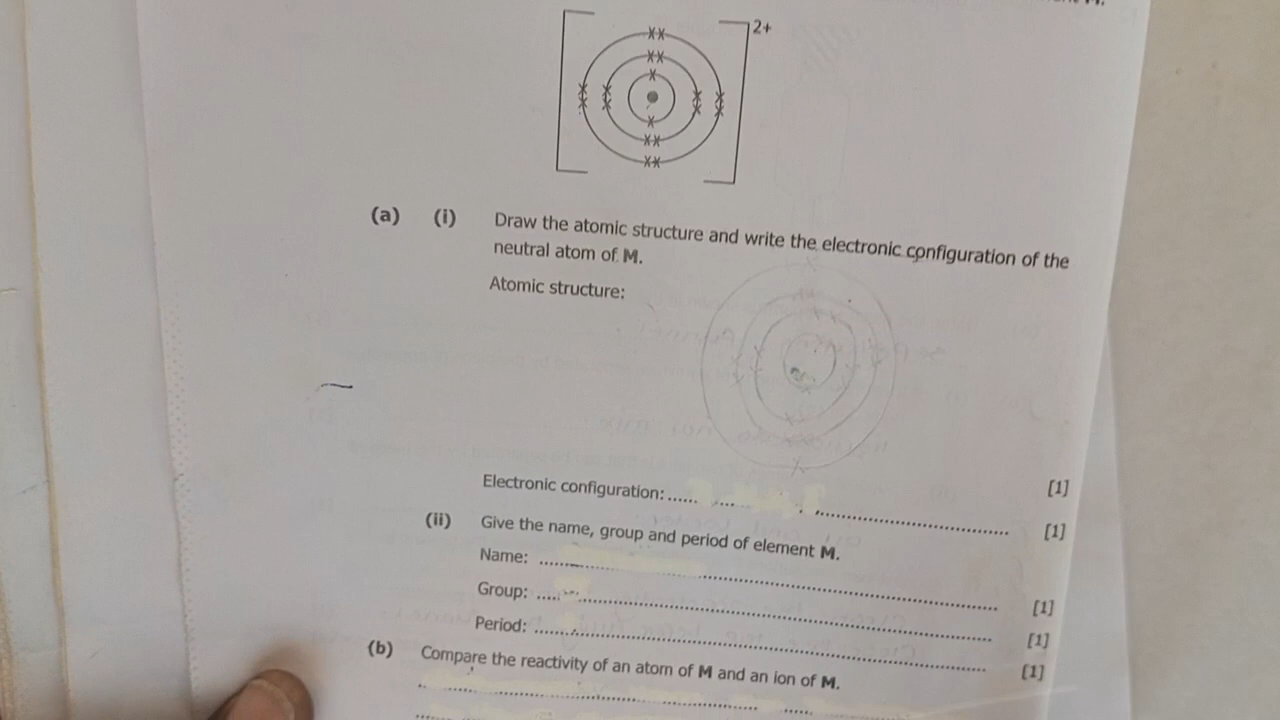 M.
2+
(a) (i) Draw the atomic structure and write the electronic configuration of the
neutral atom of M.
Atomic structure:
[1]
Electronic configuration: [1]
(ii) Give the name, group and period of element M.
Name: [1]
Group: [1]
Period: [1]
(b) Compare the reactivity of an atom of M and an ion of M.